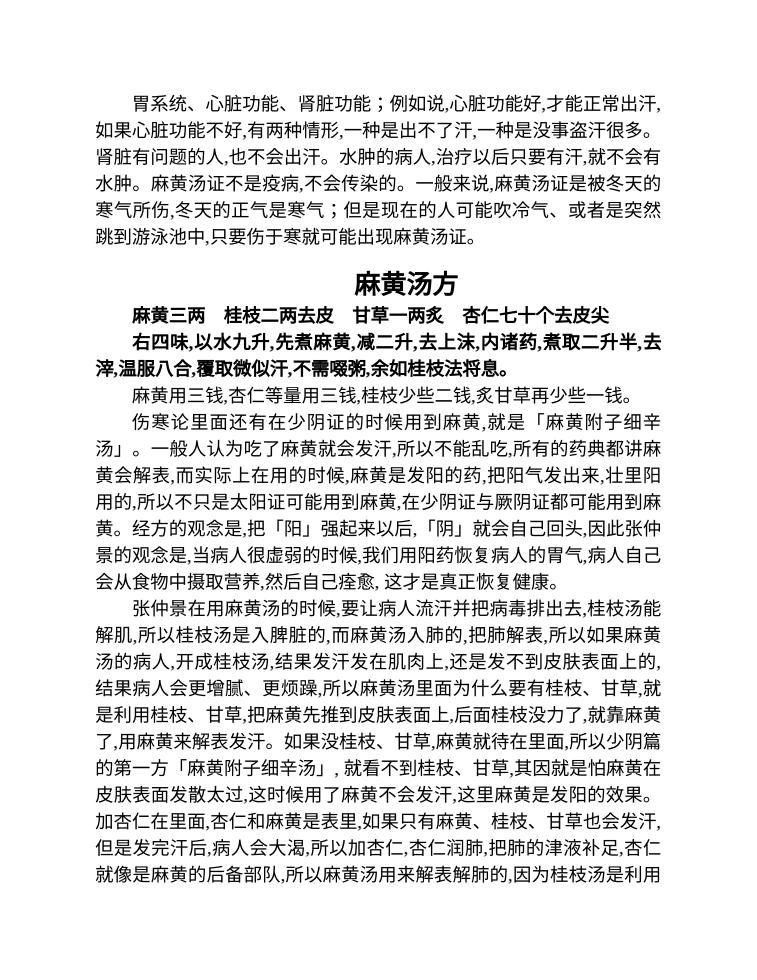 胃系统、心脏功能、肾脏功能；例如说,心脏功能好,才能正常出汗,
如果心脏功能不好,有两种情形,一种是出不了汗,一种是没事盗汗很多。
肾脏有问题的人,也不会出汗。水肿的病人,治疗以后只要有汗,就不会有
水肿。麻黄汤证不是疫病,不会传染的。一般来说,麻黄汤证是被冬天的
寒气所伤,冬天的正气是寒气；但是现在的人可能吹冷气、或者是突然
跳到游泳池中,只要伤于寒就可能出现麻黄汤证。
麻黄汤方
麻黄三两　桂枝二两去皮　甘草一两炙　杏仁七十个去皮尖
右四味,以水九升,先煮麻黄,减二升,去上沫,内诸药,煮取二升半,去
滓,温服八合,覆取微似汗,不需啜粥,余如桂枝法将息。
麻黄用三钱,杏仁等量用三钱,桂枝少些二钱,炙甘草再少些一钱。
伤寒论里面还有在少阴证的时候用到麻黄,就是「麻黄附子细辛
汤」。一般人认为吃了麻黄就会发汗,所以不能乱吃,所有的药典都讲麻
黄会解表,而实际上在用的时候,麻黄是发阳的药,把阳气发出来,壮里阳
用的,所以不只是太阳证可能用到麻黄,在少阴证与厥阴证都可能用到麻
黄。经方的观念是,把「阳」强起来以后,「阴」就会自己回头,因此张仲
景的观念是,当病人很虚弱的时候,我们用阳药恢复病人的胃气,病人自己
会从食物中摄取营养,然后自己痊愈, 这才是真正恢复健康。
张仲景在用麻黄汤的时候,要让病人流汗并把病毒排出去,桂枝汤能
解肌,所以桂枝汤是入脾脏的,而麻黄汤入肺的,把肺解表,所以如果麻黄
汤的病人,开成桂枝汤,结果发汗发在肌肉上,还是发不到皮肤表面上的,
结果病人会更增腻、更烦躁,所以麻黄汤里面为什么要有桂枝、甘草,就
是利用桂枝、甘草,把麻黄先推到皮肤表面上,后面桂枝没力了,就靠麻黄
了,用麻黄来解表发汗。如果没桂枝、甘草,麻黄就待在里面,所以少阴篇
的第一方「麻黄附子细辛汤」, 就看不到桂枝、甘草,其因就是怕麻黄在
皮肤表面发散太过,这时候用了麻黄不会发汗,这里麻黄是发阳的效果。
加杏仁在里面,杏仁和麻黄是表里,如果只有麻黄、桂枝、甘草也会发汗,
但是发完汗后,病人会大渴,所以加杏仁,杏仁润肺,把肺的津液补足,杏仁
就像是麻黄的后备部队,所以麻黄汤用来解表解肺的,因为桂枝汤是利用